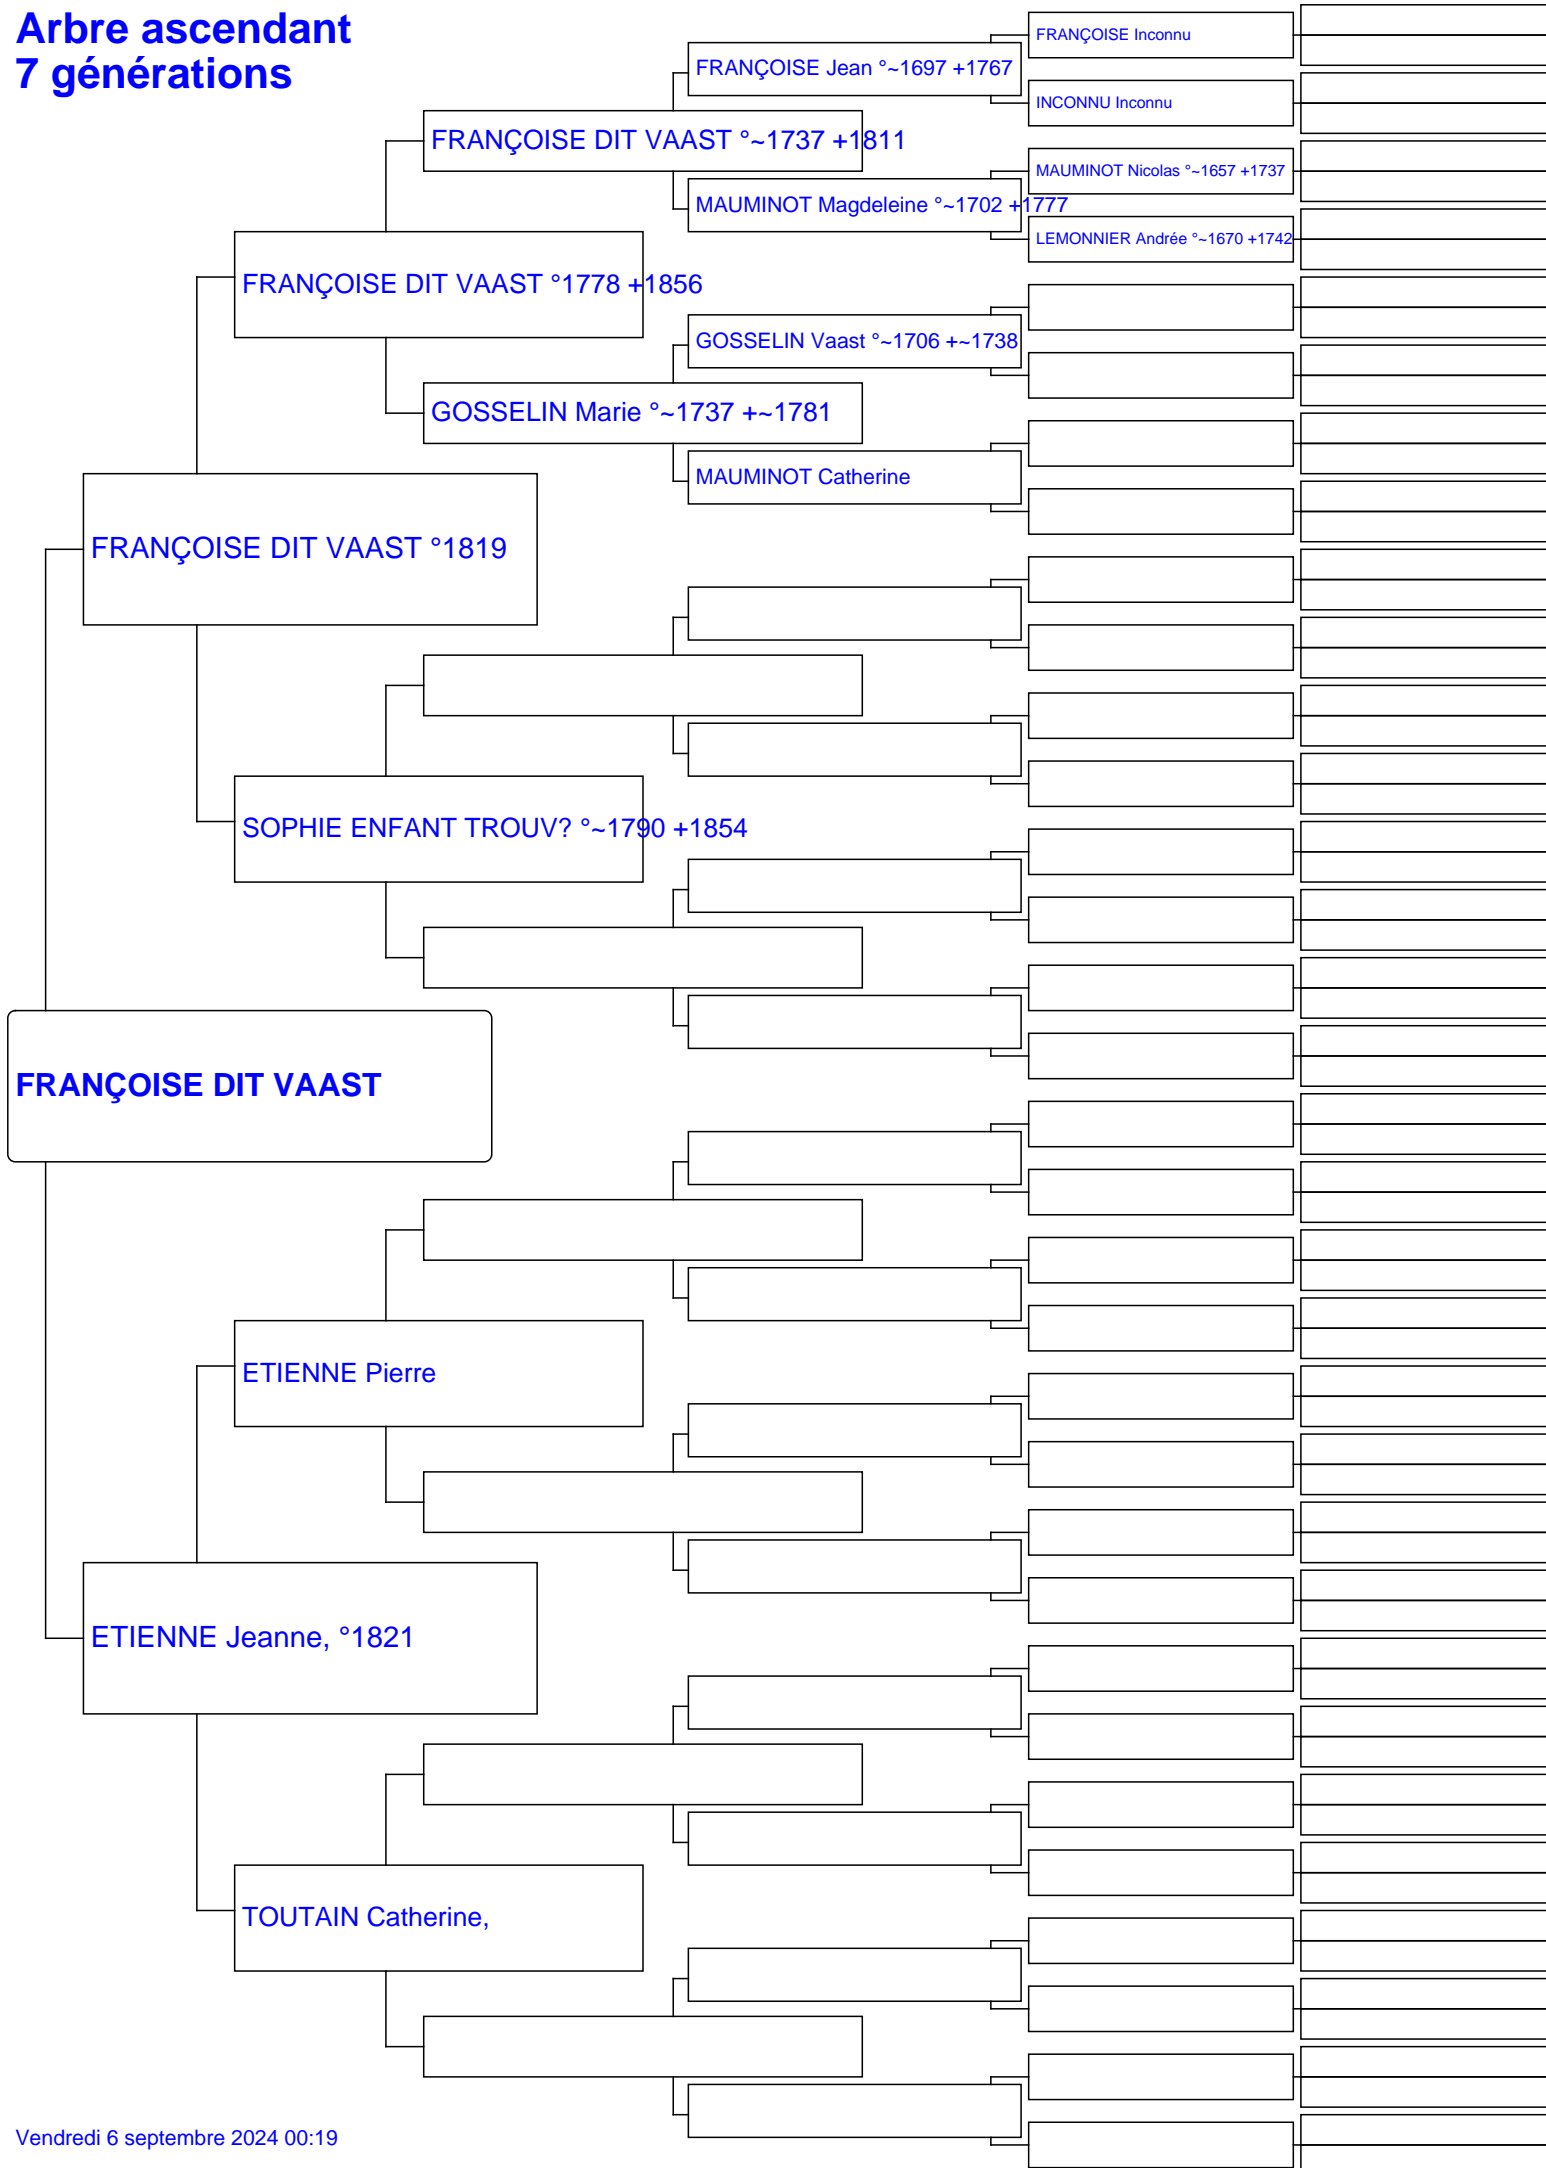 Arbre ascendant
7 générations
FRANÇOISE Inconnu
FRANÇOISE Jean °~1697 +1767
INCONNU Inconnu
FRANÇOISE DIT VAAST °~1737 +1811
MAUMINOT Nicolas °~1657 +1737
MAUMINOT Magdeleine °~1702 +1777
LEMONNIER Andrée °~1670 +1742
FRANÇOISE DIT VAAST °1778 +1856
GOSSELIN Vaast °~1706 +~1738
GOSSELIN Marie °~1737 +~1781
MAUMINOT Catherine
FRANÇOISE DIT VAAST °1819
SOPHIE ENFANT TROUV? °~1790 +1854
FRANÇOISE DIT VAAST
ETIENNE Pierre
ETIENNE Jeanne, °1821
TOUTAIN Catherine,
Vendredi 6 septembre 2024 00:19